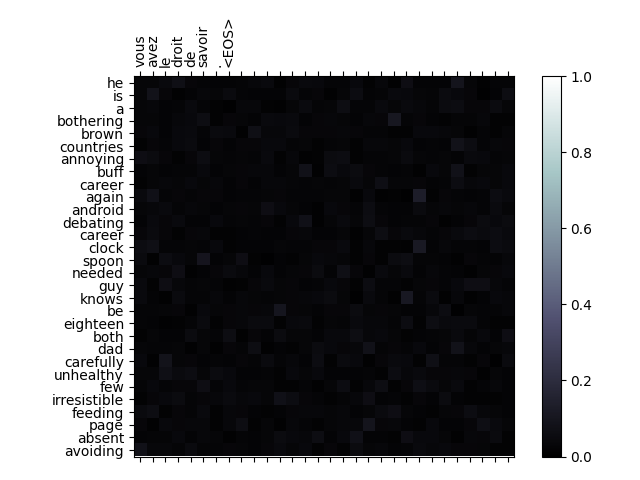 vous
avez
le
droit
de
savoir
.
<EOS>
he
is
a
bothering
brown
countries
annoying
buff
career
again
android
debating
career
clock
spoon
needed
guy
knows
be
eighteen
both
dad
carefully
unhealthy
few
irresistible
feeding
page
absent
avoiding
1.0
0.8
0.6
0.4
0.2
0.0